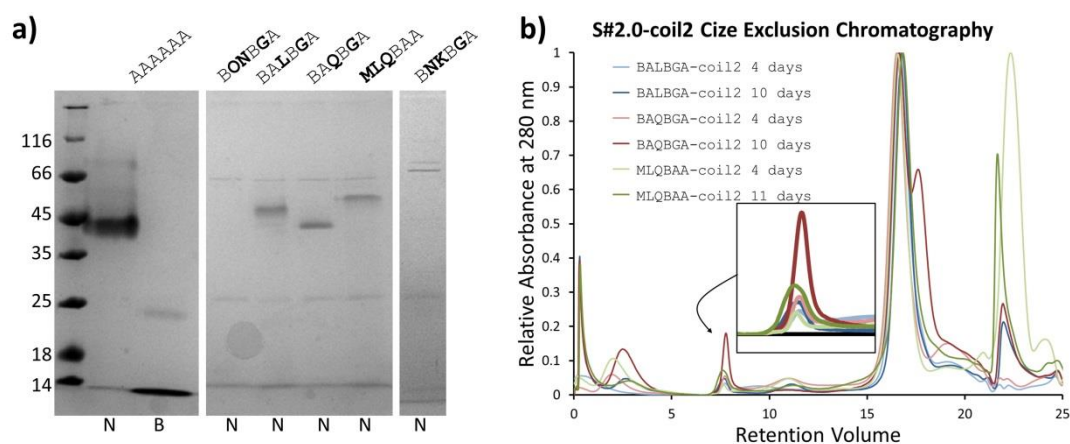 a)
AAAAAA
BONBGA
BALBGA
BAQBGA
MLQBAA
BNKBGA
116
66
45
35
25
18
14
N B N N N N N
b)
S#2.0-coil2 Cize Exclusion Chromatography
Relative Absorbance at 280 nm
1
0.9
0.8
0.7
0.6
0.5
0.4
0.3
0.2
0.1
0
BALBGA-coil2 4 days
BALBGA-coil2 10 days
BAQBGA-coil2 4 days
BAQBGA-coil2 10 days
MLQBAA-coil2 4 days
MLQBAA-coil2 11 days
0 5 10 15 20 25
Retention Volume